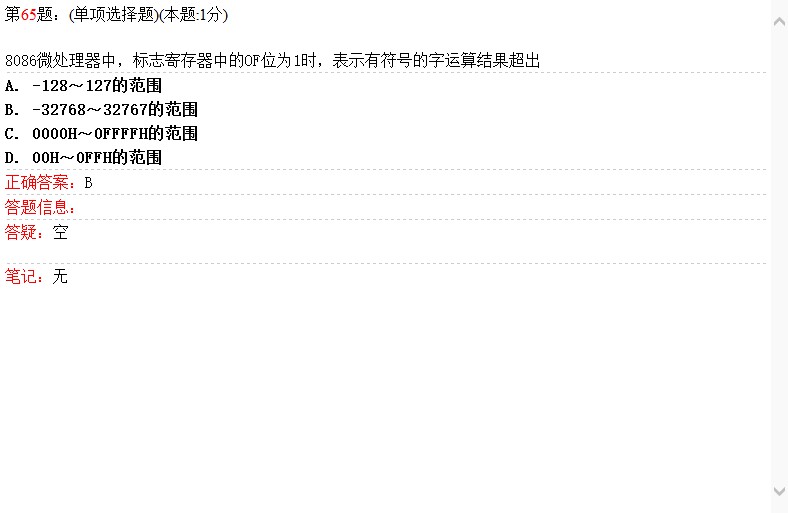 第65题：(单项选择题)(本题:1分)
8086微处理器中，标志寄存器中的OF位为1时，表示有符号的字运算结果超出
A. -128～127的范围
B. -32768～32767的范围
C. 0000H～0FFFFH的范围
D. 00H～0FFH的范围
正确答案：B
答题信息：
答疑：空
笔记：无